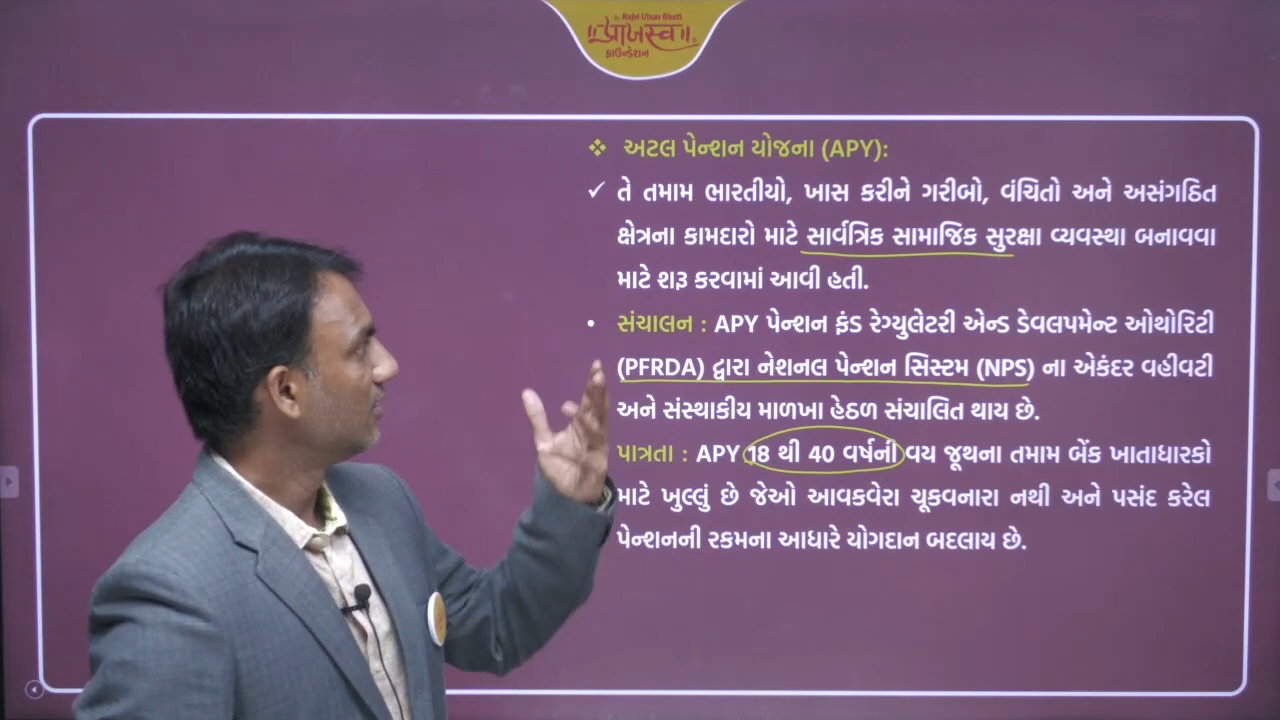 Rajsi Utsav Bhati
પ્રાજસ્વ
ફાઉન્ડેશન
❖ અટલ પેન્શન યોજના (APY):
✓ તે તમામ ભારતીયો, ખાસ કરીને ગરીબો, વંચિતો અને અસંગઠિત
ક્ષેત્રના કામદારો માટે સાર્વત્રિક સામાજિક સુરક્ષા વ્યવસ્થા બનાવવા
માટે શરૂ કરવામાં આવી હતી.
• સંચાલન : APY પેન્શન ફંડ રેગ્યુલેટરી એન્ડ ડેવલપમેન્ટ ઓથોરિટી
(PFRDA) દ્વારા નેશનલ પેન્શન સિસ્ટમ (NPS) ના એકંદર વહીવટી
અને સંસ્થાકીય માળખા હેઠળ સંચાલિત થાય છે.
પાત્રતા : APY 18 થી 40 વર્ષની વય જૂથના તમામ બેંક ખાતાધારકો
માટે ખુલ્લું છે જેઓ આવકવેરા ચૂકવનારા નથી અને પસંદ કરેલ
પેન્શનની રકમના આધારે યોગદાન બદલાય છે.